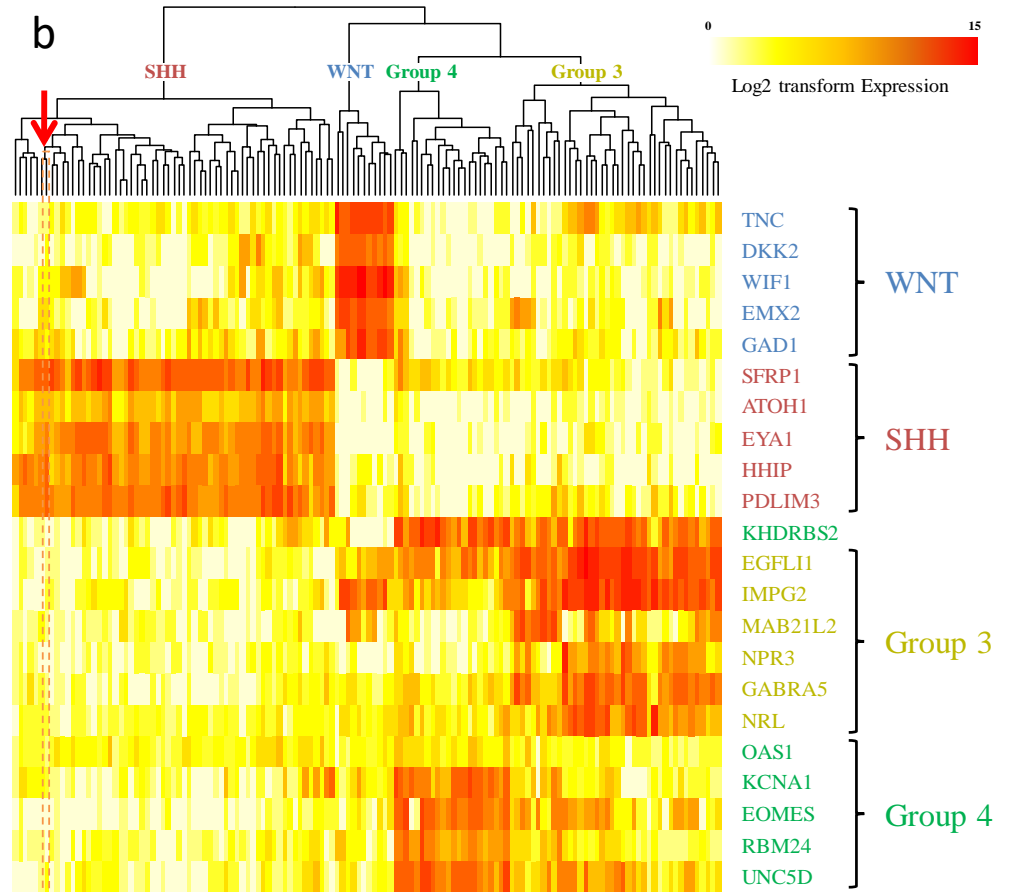 b
0 15
Log2 transform Expression
SHH WNT Group 4 Group 3
TNC
DKK2
WIF1
EMX2
GAD1
WNT
SFRP1
ATOH1
EYA1
HHIP
PDLIM3
SHH
KHDRBS2
EGFLI1
IMPG2
MAB21L2
NPR3
GABRA5
NRL
Group 3
OAS1
KCNA1
EOMES
RBM24
UNC5D
Group 4